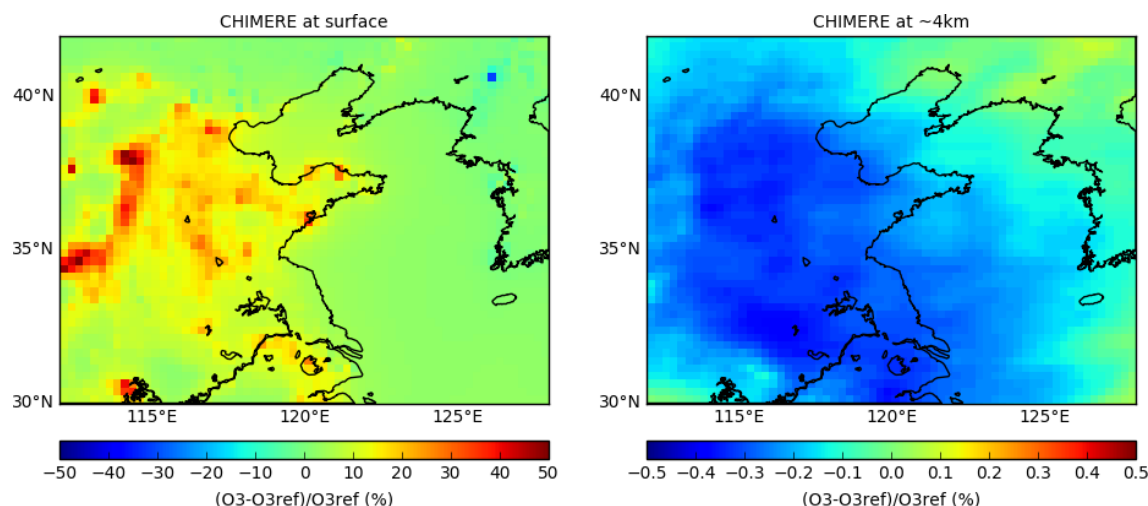 CHIMERE at surface
40°N
35°N
30°N
115°E 120°E 125°E
−50 −40 −30 −20 −10 0 10 20 30 40 50
(O3-O3ref)/O3ref (%)
CHIMERE at ~4km
40°N
35°N
30°N
115°E 120°E 125°E
−0.5 −0.4 −0.3 −0.2 −0.1 0.0 0.1 0.2 0.3 0.4 0.5
(O3-O3ref)/O3ref (%)